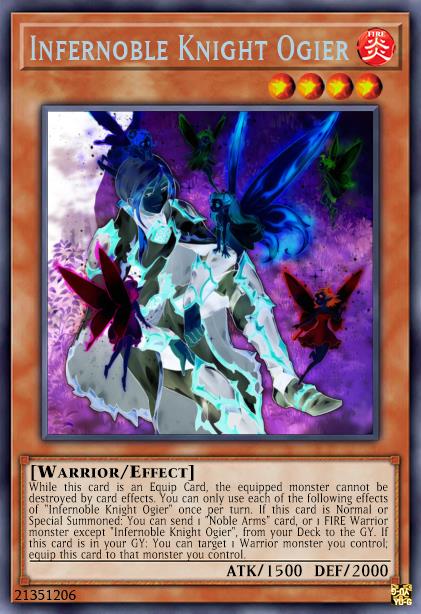 Infernoble Knight Ogier
FIRE
炎
[Warrior/Effect]
While this card is an Equip Card, the equipped monster cannot be
destroyed by card effects. You can only use each of the following effects
of "Infernoble Knight Ogier" once per turn. If this card is Normal or
Special Summoned: You can send 1 "Noble Arms" card, or 1 FIRE Warrior
monster except "Infernoble Knight Ogier", from your Deck to the GY. If
this card is in your GY: You can target 1 Warrior monster you control;
equip this card to that monster you control.
ATK/1500 DEF/2000
21351206